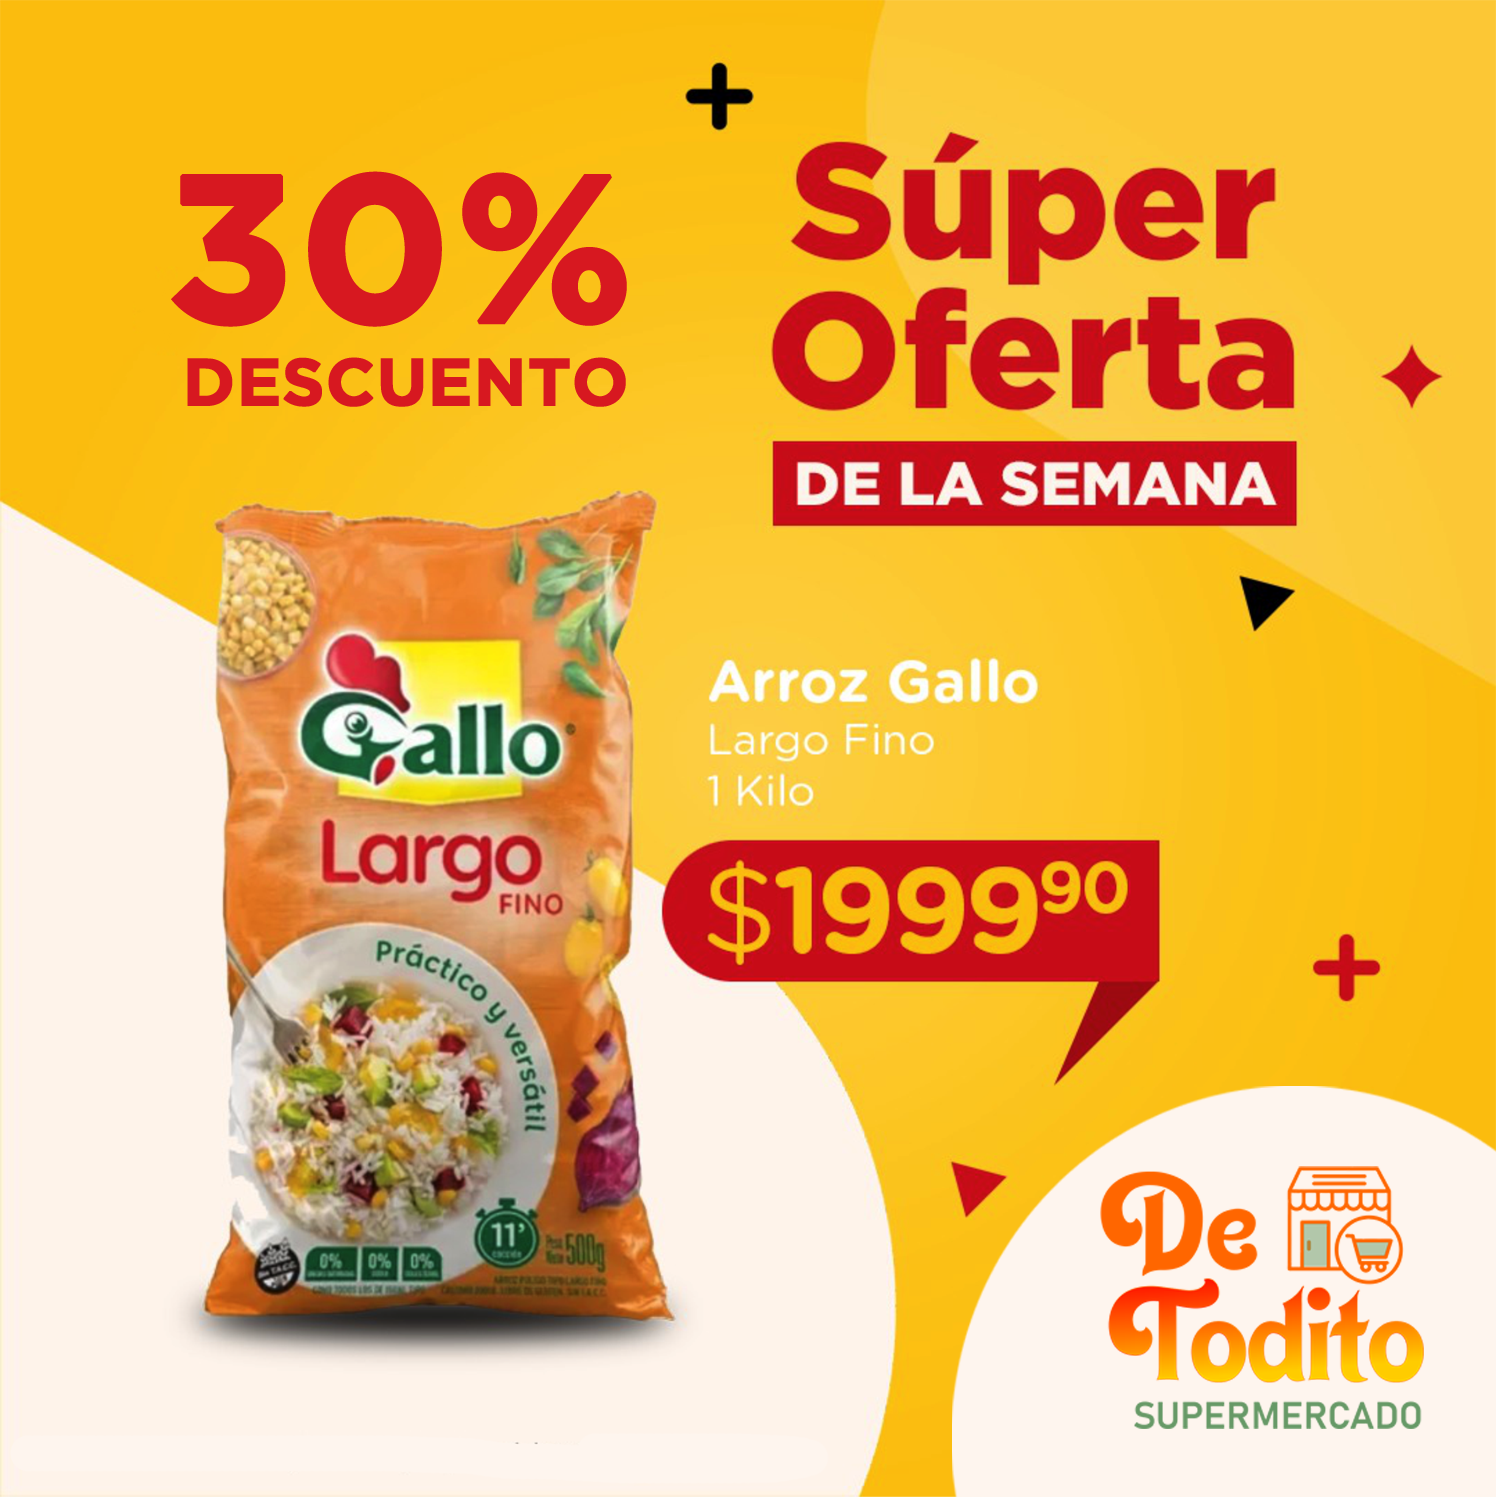 30%
DESCUENTO
Súper
Oferta
DE LA SEMANA
Gallo
Largo
FINO
Práctico y versátil
11'
500g
0% 0% 0%
Arroz Gallo
Largo Fino
1 Kilo
$1999⁹⁰
De
Todito
SUPERMERCADO